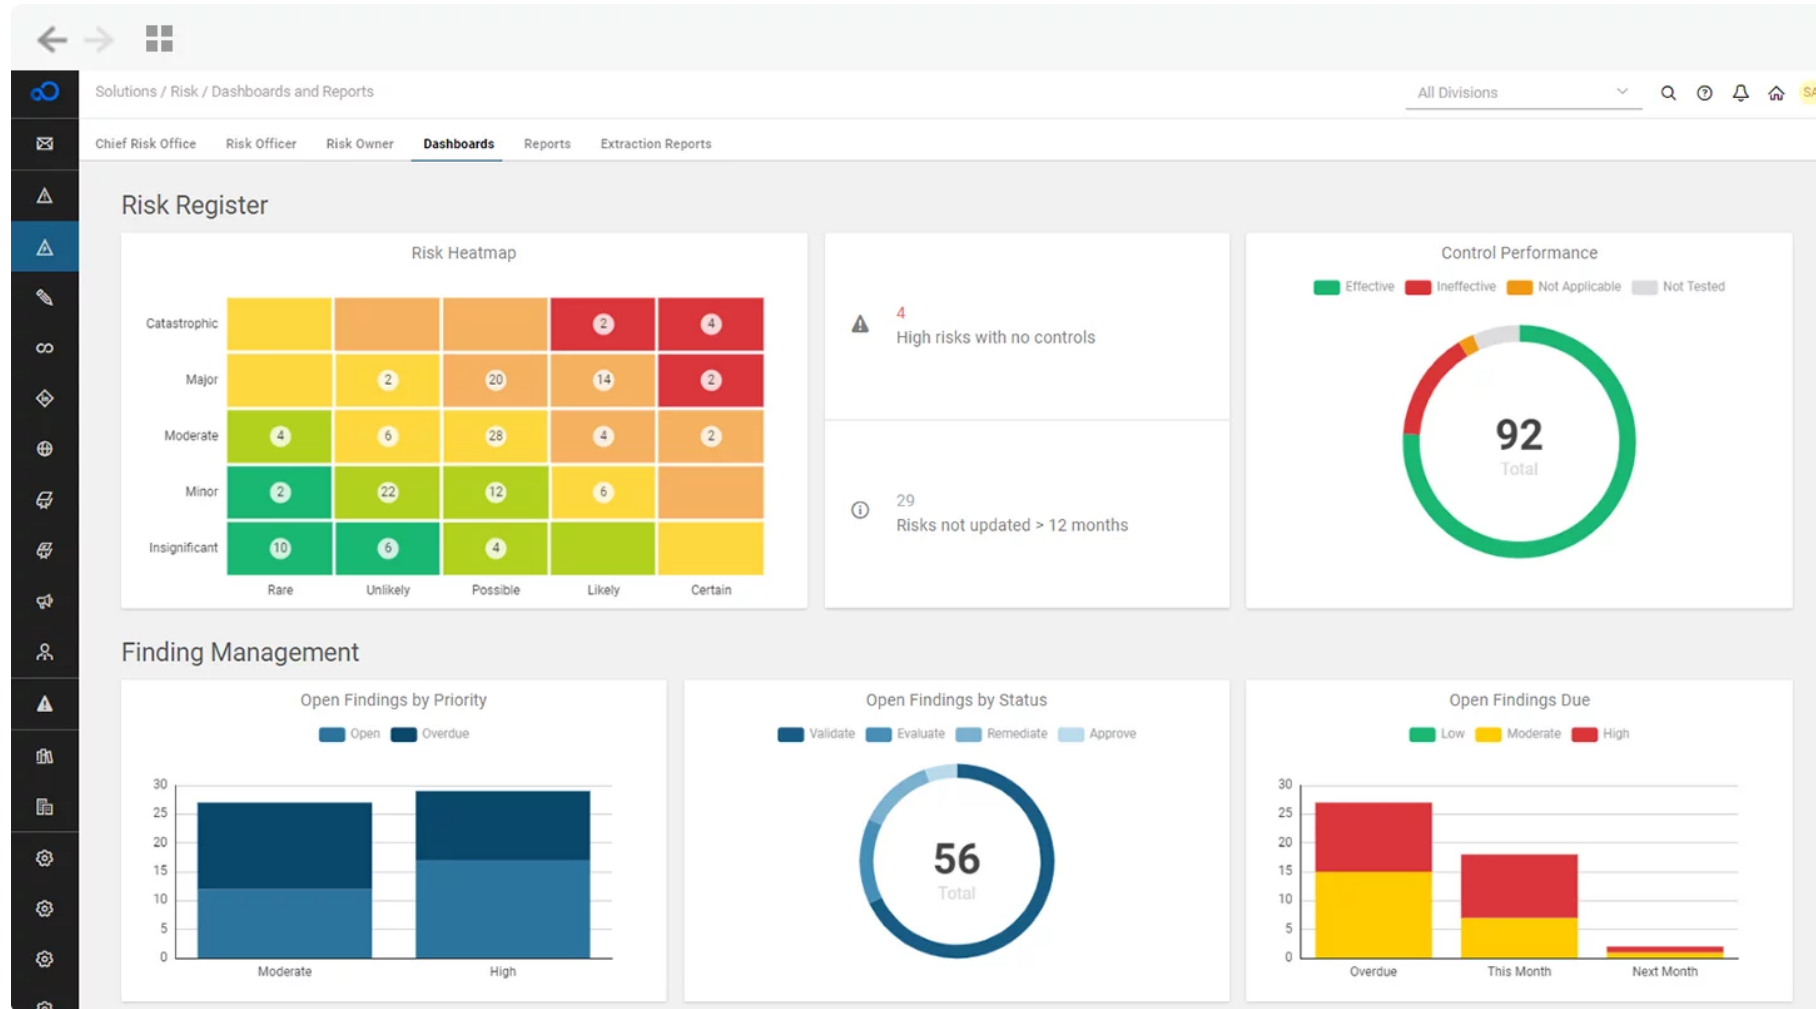 Solutions / Risk / Dashboards and Reports
All Divisions
SA
Chief Risk Office Risk Officer Risk Owner Dashboards Reports Extraction Reports
Risk Register
Risk Heatmap
Catastrophic 2 4
Major 2 20 14 2
Moderate 4 6 28 4 2
Minor 2 22 12 6
Insignificant 10 6 4
Rare Unlikely Possible Likely Certain
4
High risks with no controls
29
Risks not updated > 12 months
Control Performance
Effective Ineffective Not Applicable Not Tested
92
Total
Finding Management
Open Findings by Priority
Open Overdue
30
25
20
15
10
5
0
Moderate High
Open Findings by Status
Validate Evaluate Remediate Approve
56
Total
Open Findings Due
Low Moderate High
30
25
20
15
10
5
0
Overdue This Month Next Month